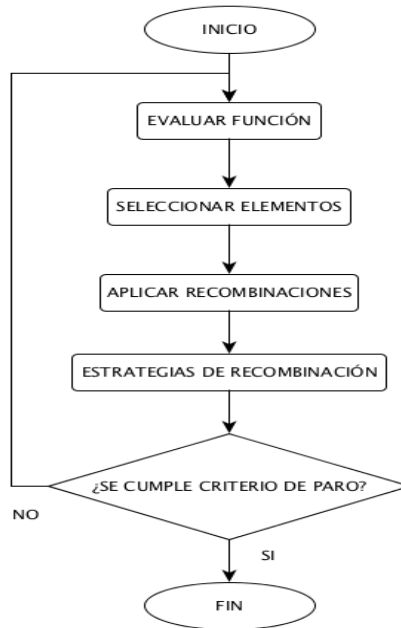 INICIO
EVALUAR FUNCIÓN
SELECCIONAR ELEMENTOS
APLICAR RECOMBINACIONES
ESTRATEGIAS DE RECOMBINACIÓN
¿SE CUMPLE CRITERIO DE PARO?
NO
SI
FIN